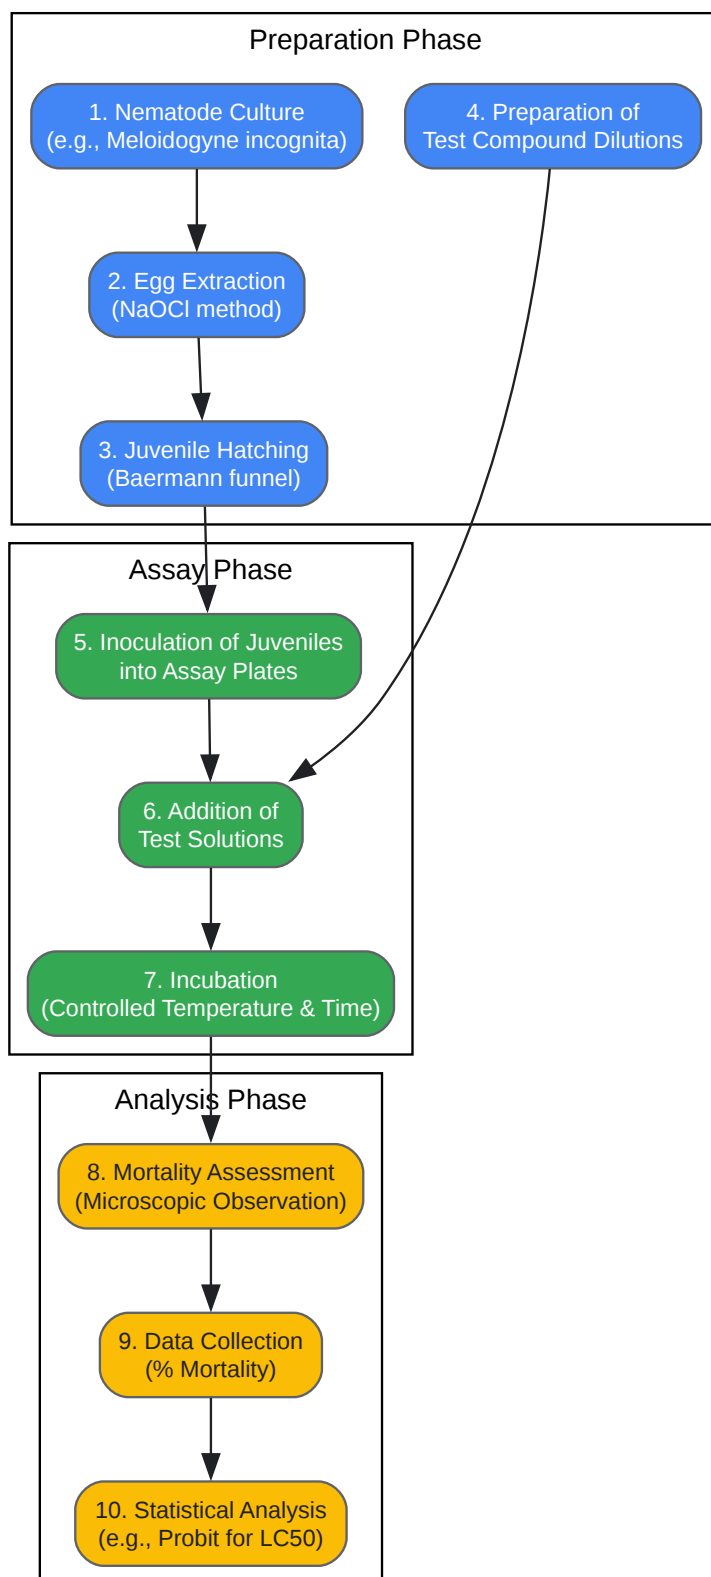 Preparation Phase
1. Nematode Culture
(e.g., Meloidogyne incognita)
4. Preparation of
Test Compound Dilutions
2. Egg Extraction
(NaOCl method)
3. Juvenile Hatching
(Baermann funnel)
Assay Phase
5. Inoculation of Juveniles
into Assay Plates
6. Addition of
Test Solutions
7. Incubation
(Controlled Temperature & Time)
Analysis Phase
8. Mortality Assessment
(Microscopic Observation)
9. Data Collection
(% Mortality)
10. Statistical Analysis
(e.g., Probit for LC50)